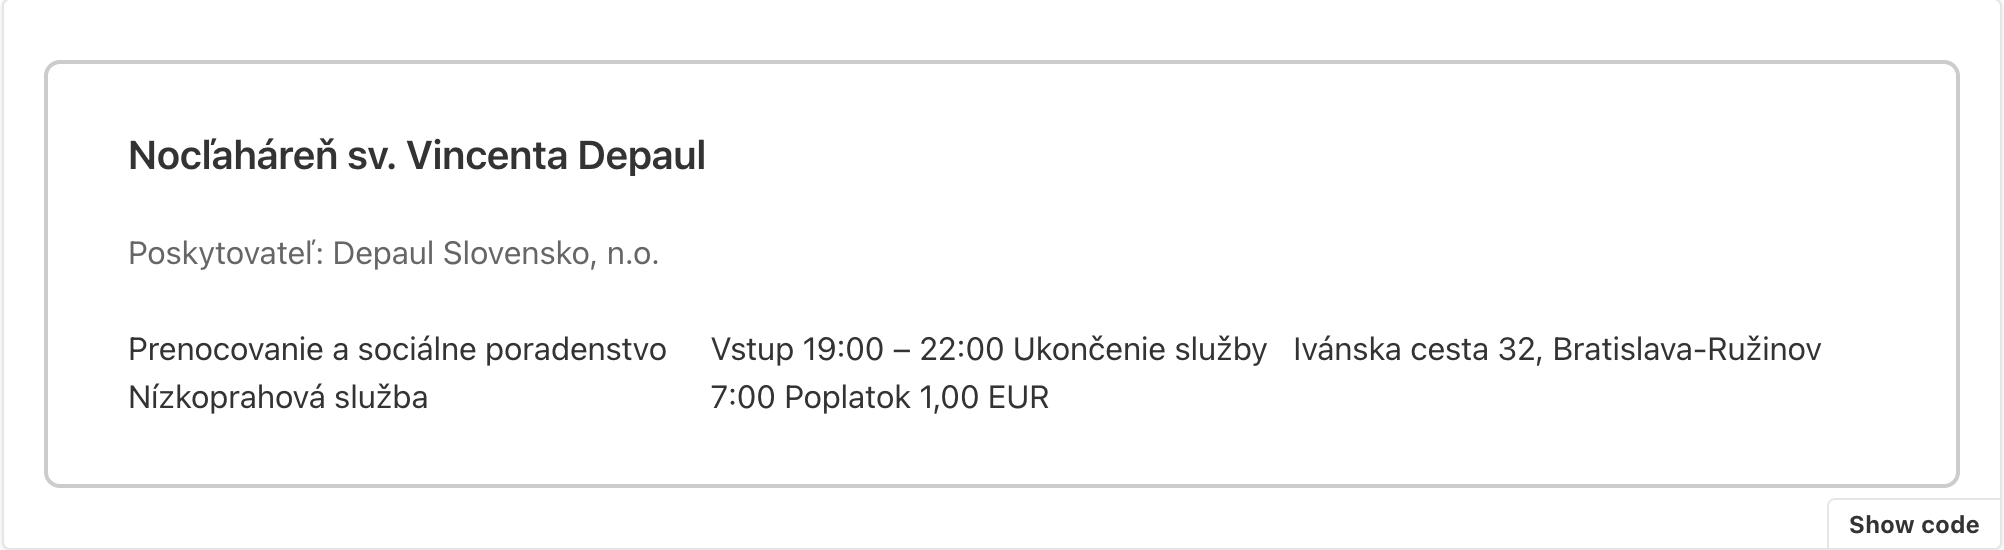 Nocľaháreň sv. Vincenta Depaul
Poskytovateľ: Depaul Slovensko, n.o.
Prenocovanie a sociálne poradenstvo
Nízkoprahová služba
Vstup 19:00 – 22:00 Ukončenie služby
7:00 Poplatok 1,00 EUR
Ivánska cesta 32, Bratislava-Ružinov
Show code